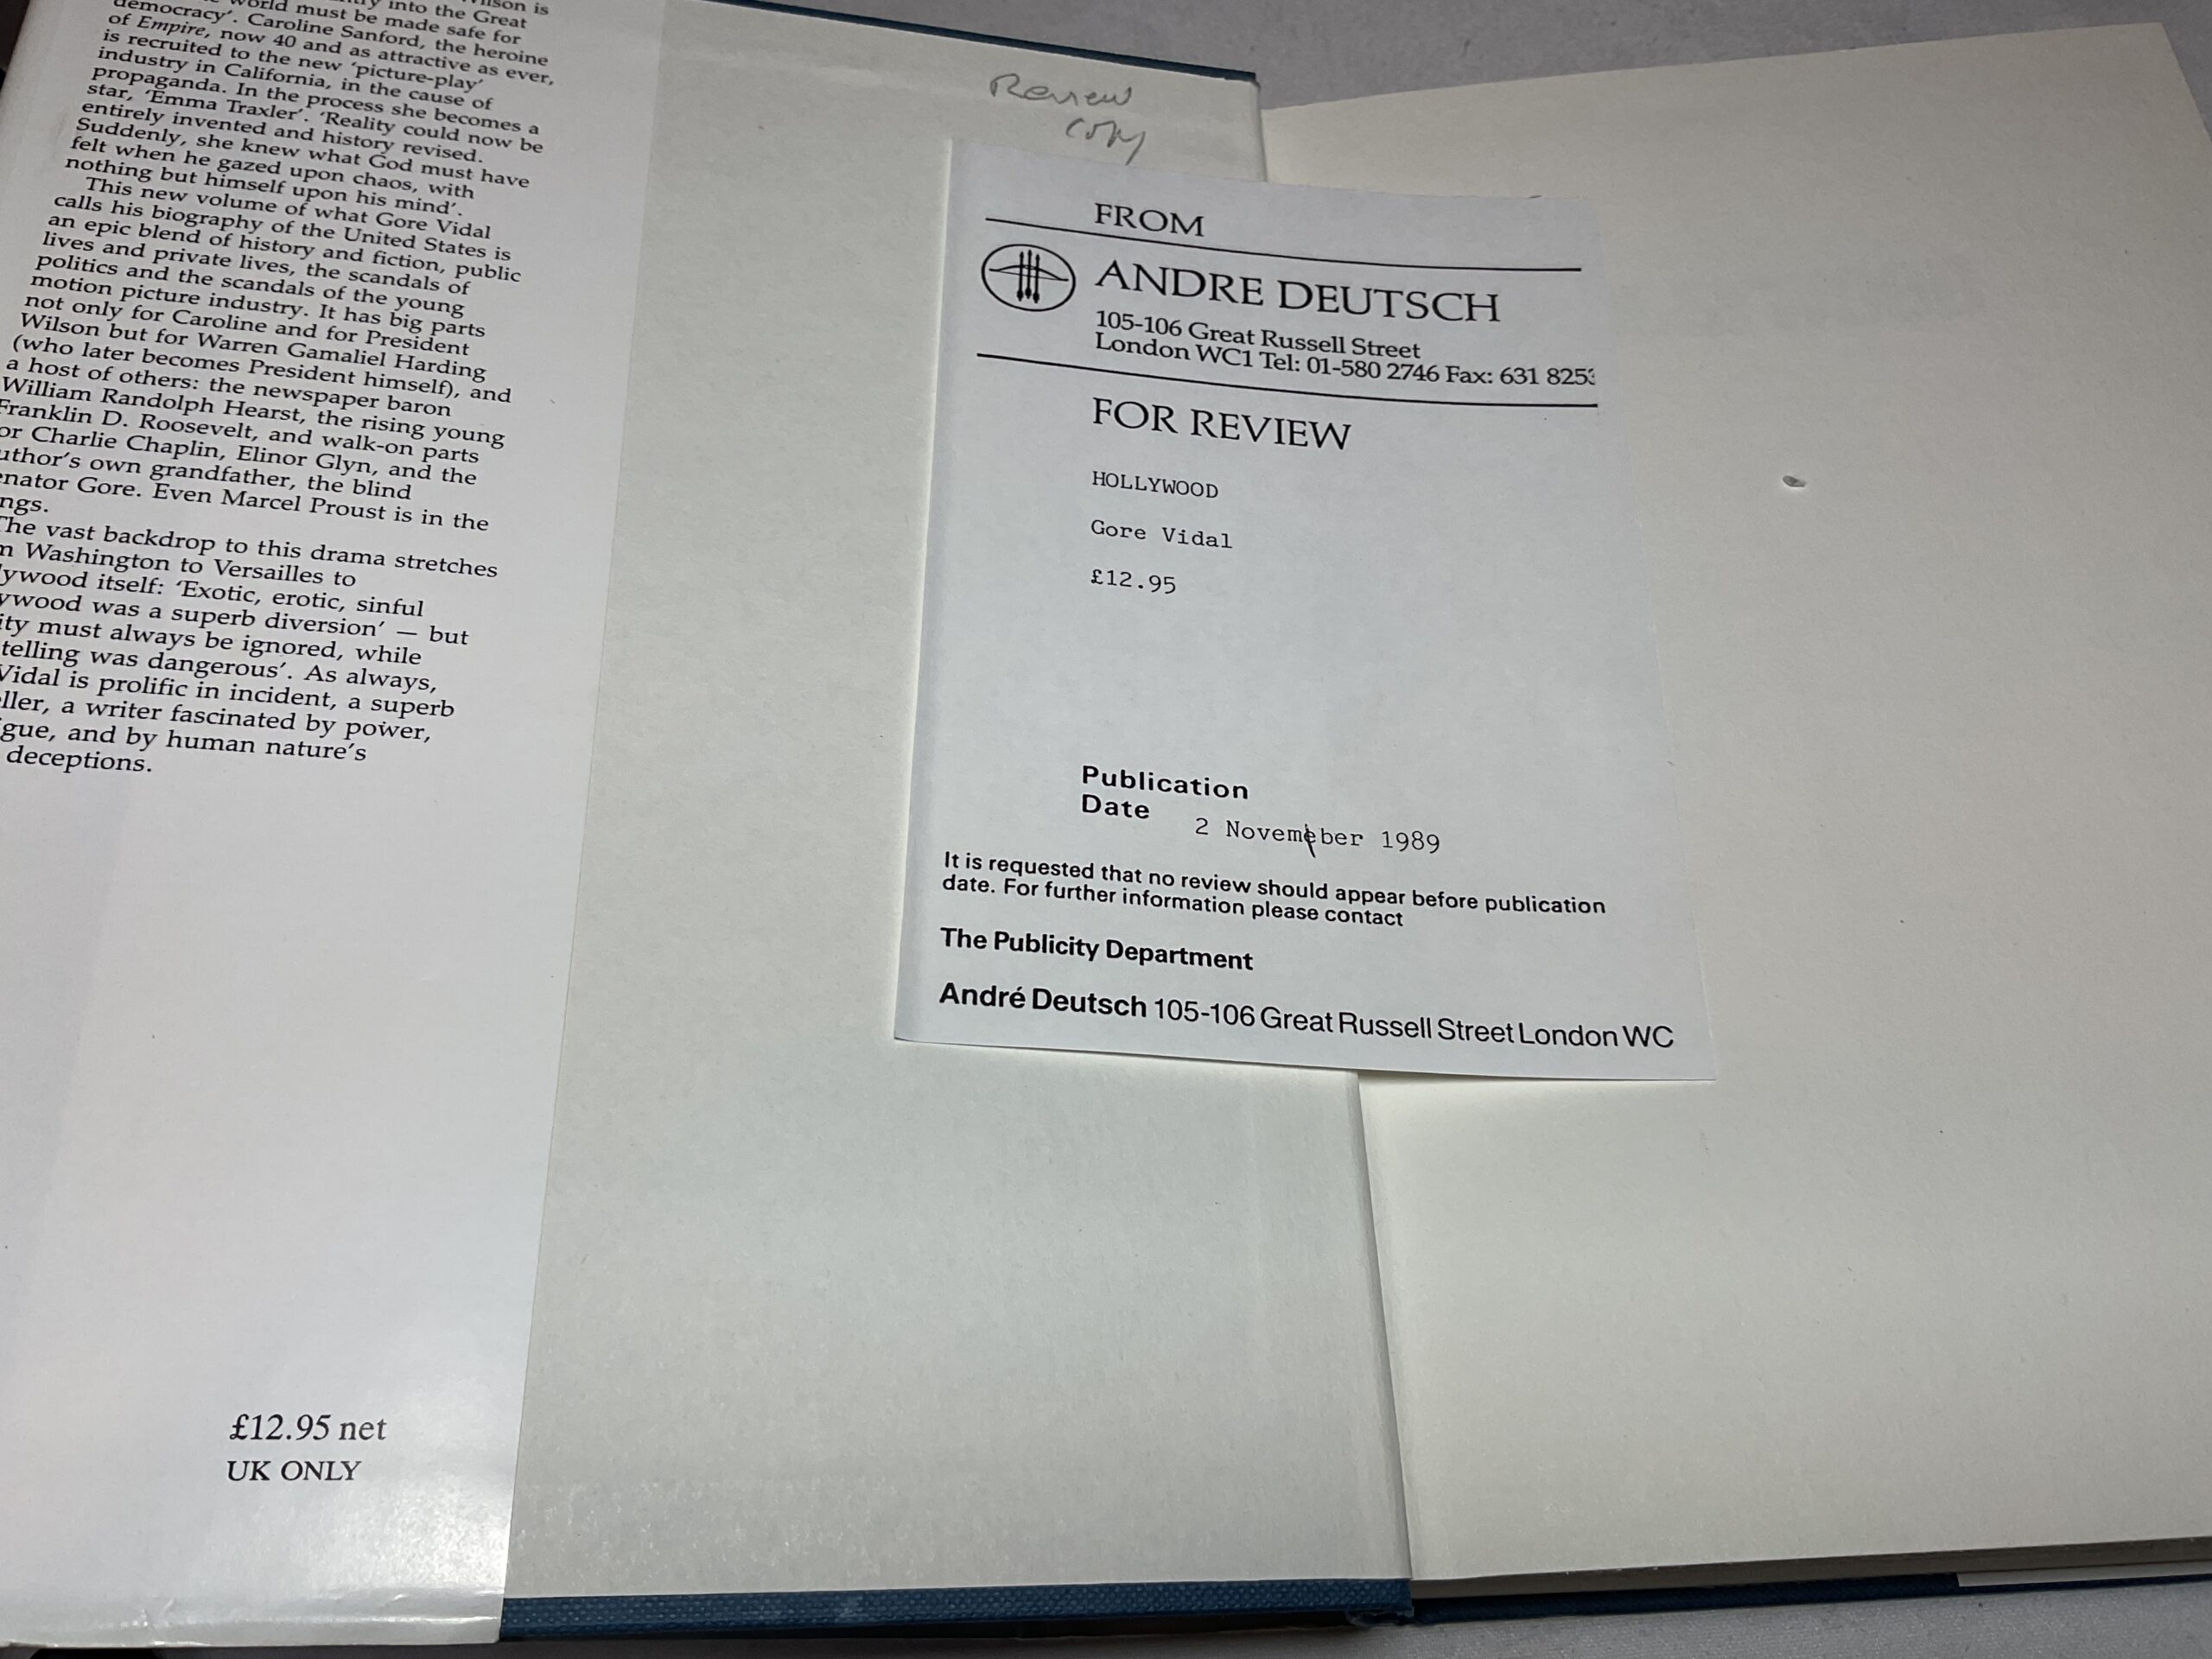 into the Great
world must be made safe for
democracy'. Caroline Sanford, the heroine
of Empire, now 40 and as attractive as ever,
is recruited to the new 'picture-play'
industry in California, in the cause of
propaganda. In the process she becomes a
star, 'Emma Traxler'. 'Reality could now be
entirely invented and history revised.
Suddenly, she knew what God must have
felt when he gazed upon chaos, with
nothing but himself upon his mind'.
This new volume of what Gore Vidal
calls his biography of the United States is
an epic blend of history and fiction, public
lives and private lives, the scandals of
politics and the scandals of the young
motion picture industry. It has big parts
not only for Caroline and for President
Wilson but for Warren Gamaliel Harding
(who later becomes President himself), and
a host of others: the newspaper baron
William Randolph Hearst, the rising young
Franklin D. Roosevelt, and walk-on parts
or Charlie Chaplin, Elinor Glyn, and the
uthor's own grandfather, the blind
enator Gore. Even Marcel Proust is in the
ngs.
The vast backdrop to this drama stretches
m Washington to Versailles to
lywood itself: 'Exotic, erotic, sinful
ywood was a superb diversion' — but
ity must always be ignored, while
telling was dangerous'. As always,
Vidal is prolific in incident, a superb
ller, a writer fascinated by power,
gue, and by human nature's
deceptions.
£12.95 net
UK ONLY
Review
copy
FROM
ANDRE DEUTSCH
105-106 Great Russell Street
London WC1 Tel: 01-580 2746 Fax: 631 8253
FOR REVIEW
HOLLYWOOD
Gore Vidal
£12.95
Publication
Date 2 Novemeber 1989
It is requested that no review should appear before publication
date. For further information please contact
The Publicity Department
André Deutsch 105-106 Great Russell Street London WC